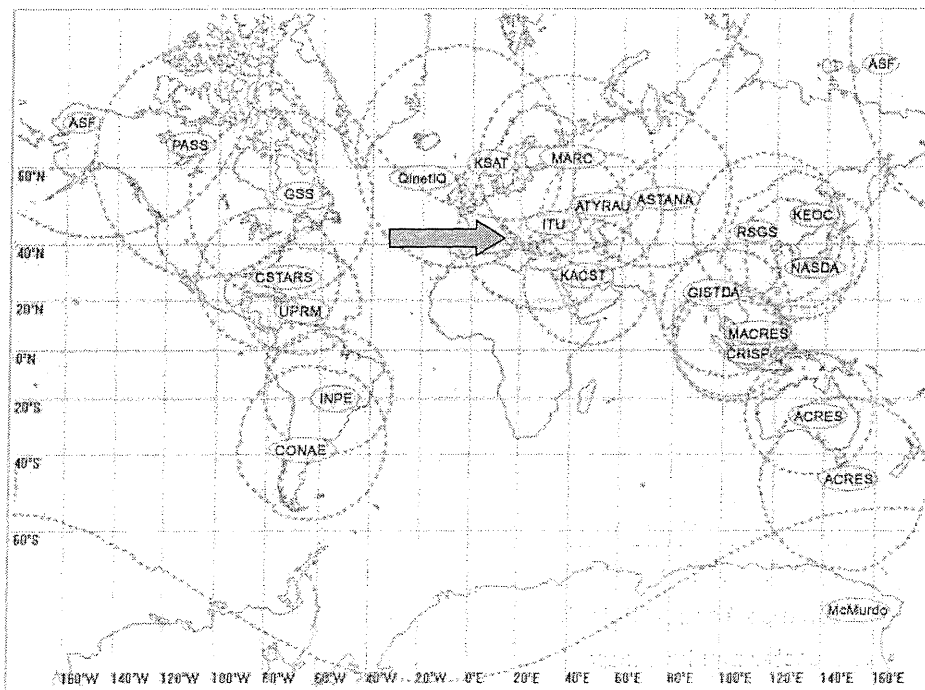 ASF
ASF
PASS
KSAT
MARC
QinetiQ
60°N
GSS
ATYRAU
ASTANA
KEOC
ITU
RSGS
40°N
NASDA
CSTARS
KACST
GISTDA
20°N
UPRM
MACRES
0°N
CRISP
INPE
20°S
ACRES
40°S
CONAE
ACRES
60°S
McMurdo
160°W 140°W 120°W 100°W 80°W 60°W 40°W 20°W 0°E 20°E 40°E 60°E 80°E 100°E 120°E 140°E 160°E